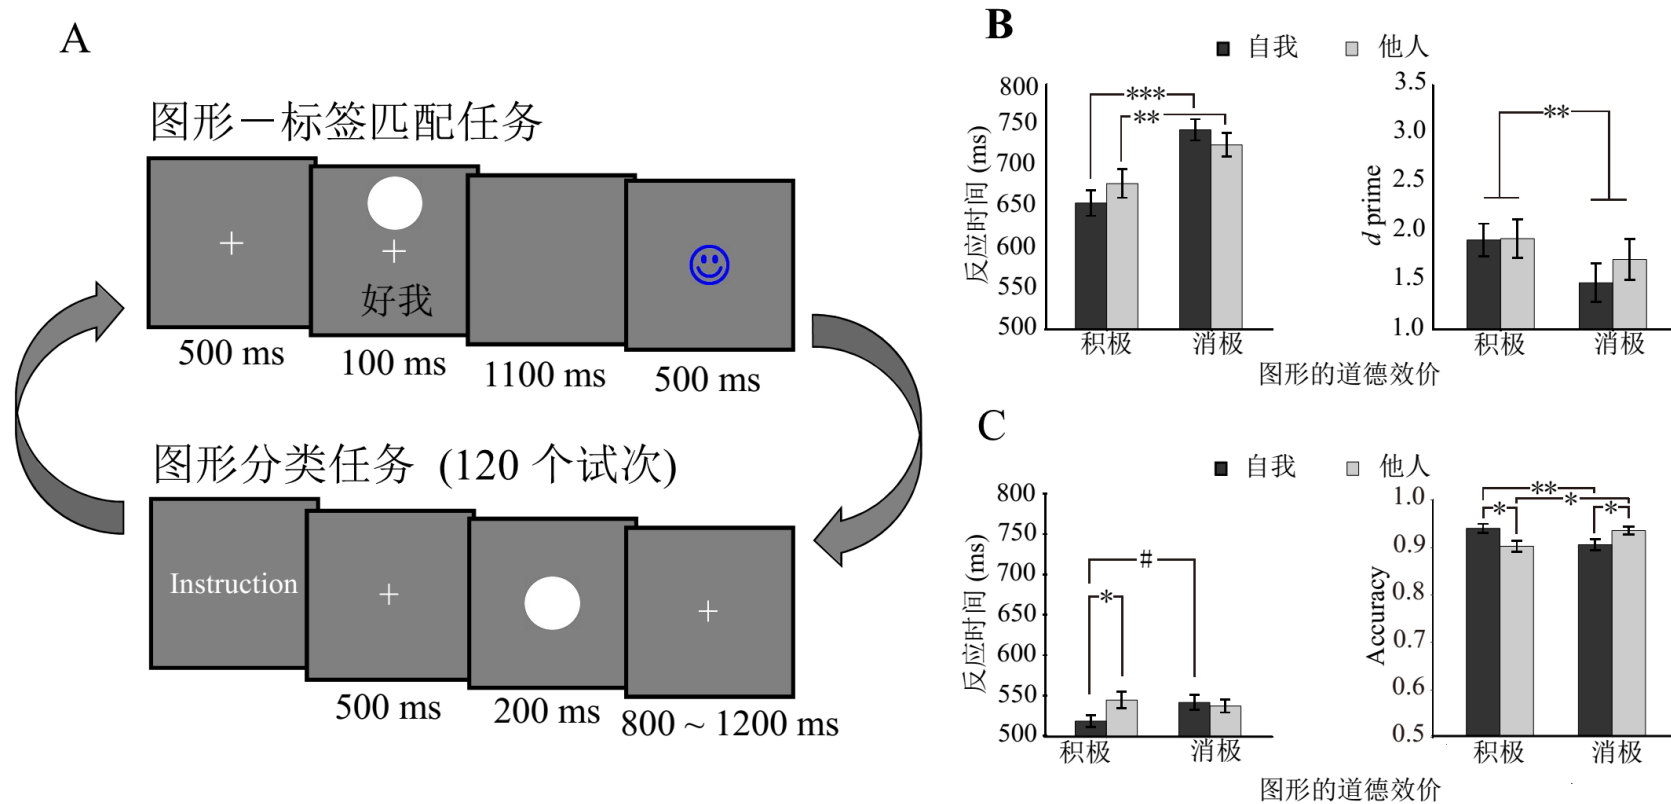 A
图形－标签匹配任务
好我
500 ms
100 ms
1100 ms
500 ms
图形分类任务 (120 个试次)
Instruction
500 ms
200 ms
800 ~ 1200 ms
B
自我 他人
反应时间 (ms)
800
750
700
650
600
550
500
***
**
积极 消极
d prime
3.5
3.0
2.5
2.0
1.5
1.0
**
积极 消极
图形的道德效价
C
自我 他人
反应时间 (ms)
800
750
700
650
600
550
500
#
*
积极 消极
Accuracy
1.0
0.9
0.8
0.7
0.6
0.5
**
*
*
*
积极 消极
图形的道德效价